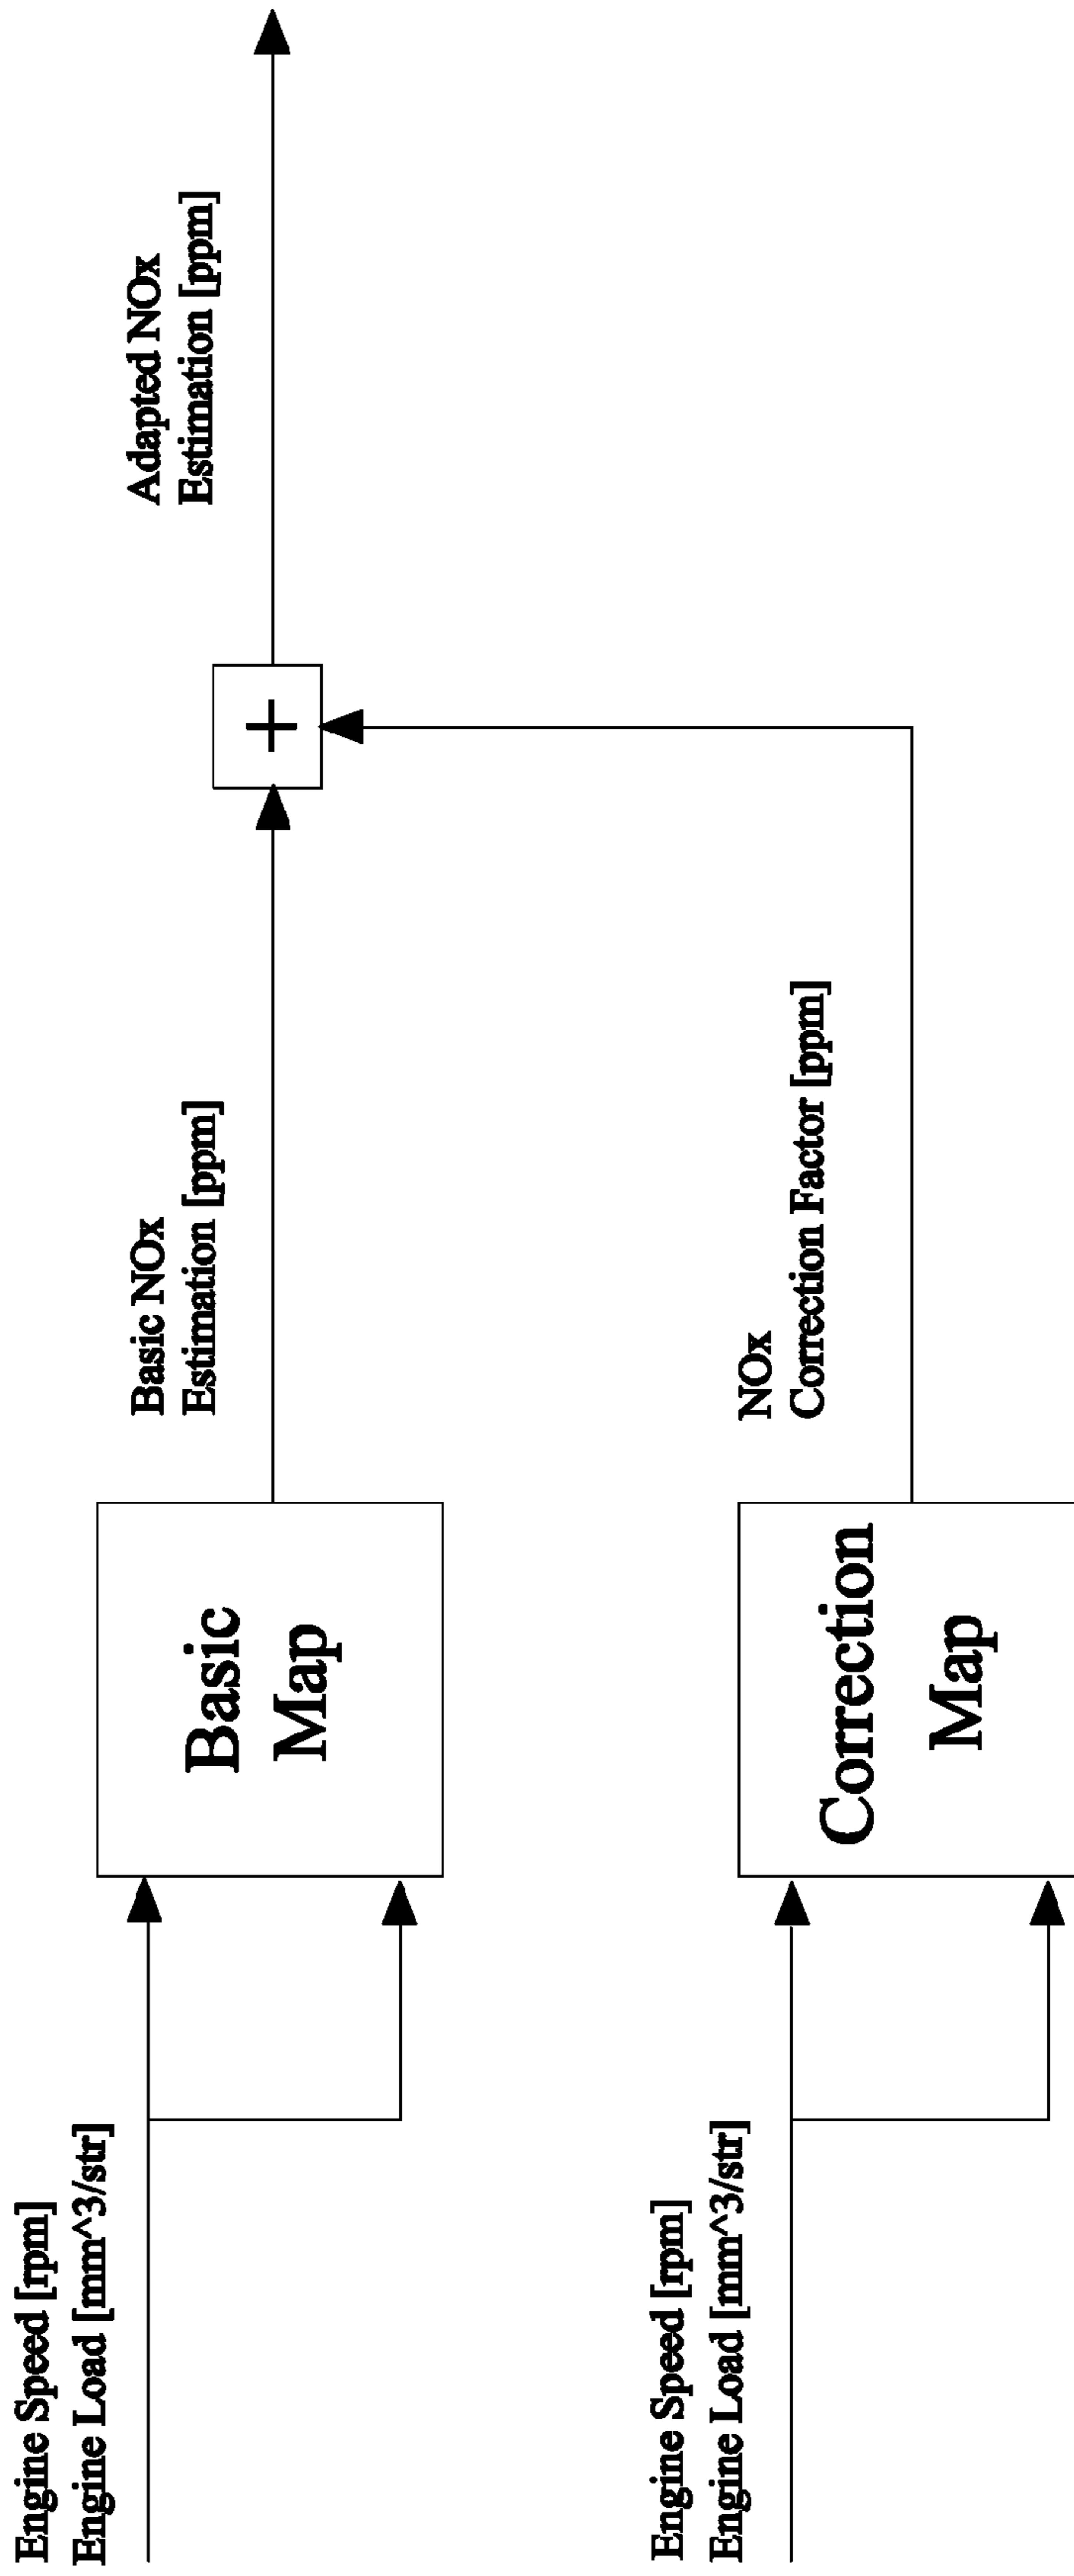 Engine Speed [rpm]
Engine Load [mm^3/str]
Basic
Map
Basic NOx
Estimation [ppm]
+
Adapted NOx
Estimation [ppm]
Engine Speed [rpm]
Engine Load [mm^3/str]
Correction
Map
NOx
Correction Factor [ppm]